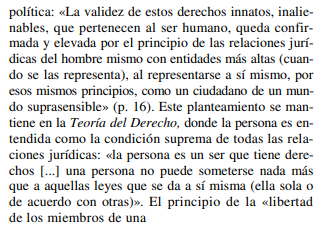 política: «La validez de estos derechos innatos, inalie-
nables, que pertenecen al ser humano, queda confir-
mada y elevada por el principio de las relaciones jurí-
dicas del hombre mismo con entidades más altas (cuan-
do se las representa), al representarse a sí mismo, por
esos mismos principios, como un ciudadano de un mun-
do suprasensible» (p. 16). Este planteamiento se man-
tiene en la Teoría del Derecho, donde la persona es en-
tendida como la condición suprema de todas las rela-
ciones jurídicas: «la persona es un ser que tiene dere-
chos [...] una persona no puede someterse nada más
que a aquellas leyes que se da a sí misma (ella sola o
de acuerdo con otras)». El principio de la «libertad
de los miembros de una